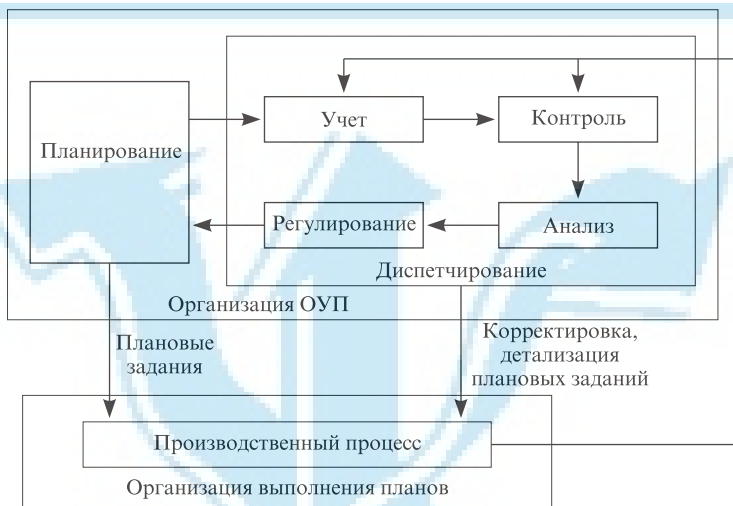 Учет
Контроль
Планирование
Регулирование
Анализ
Диспетчирование
Организация ОУП
Плановые
задания
Корректировка,
детализация
плановых заданий
Производственный процесс
Организация выполнения планов